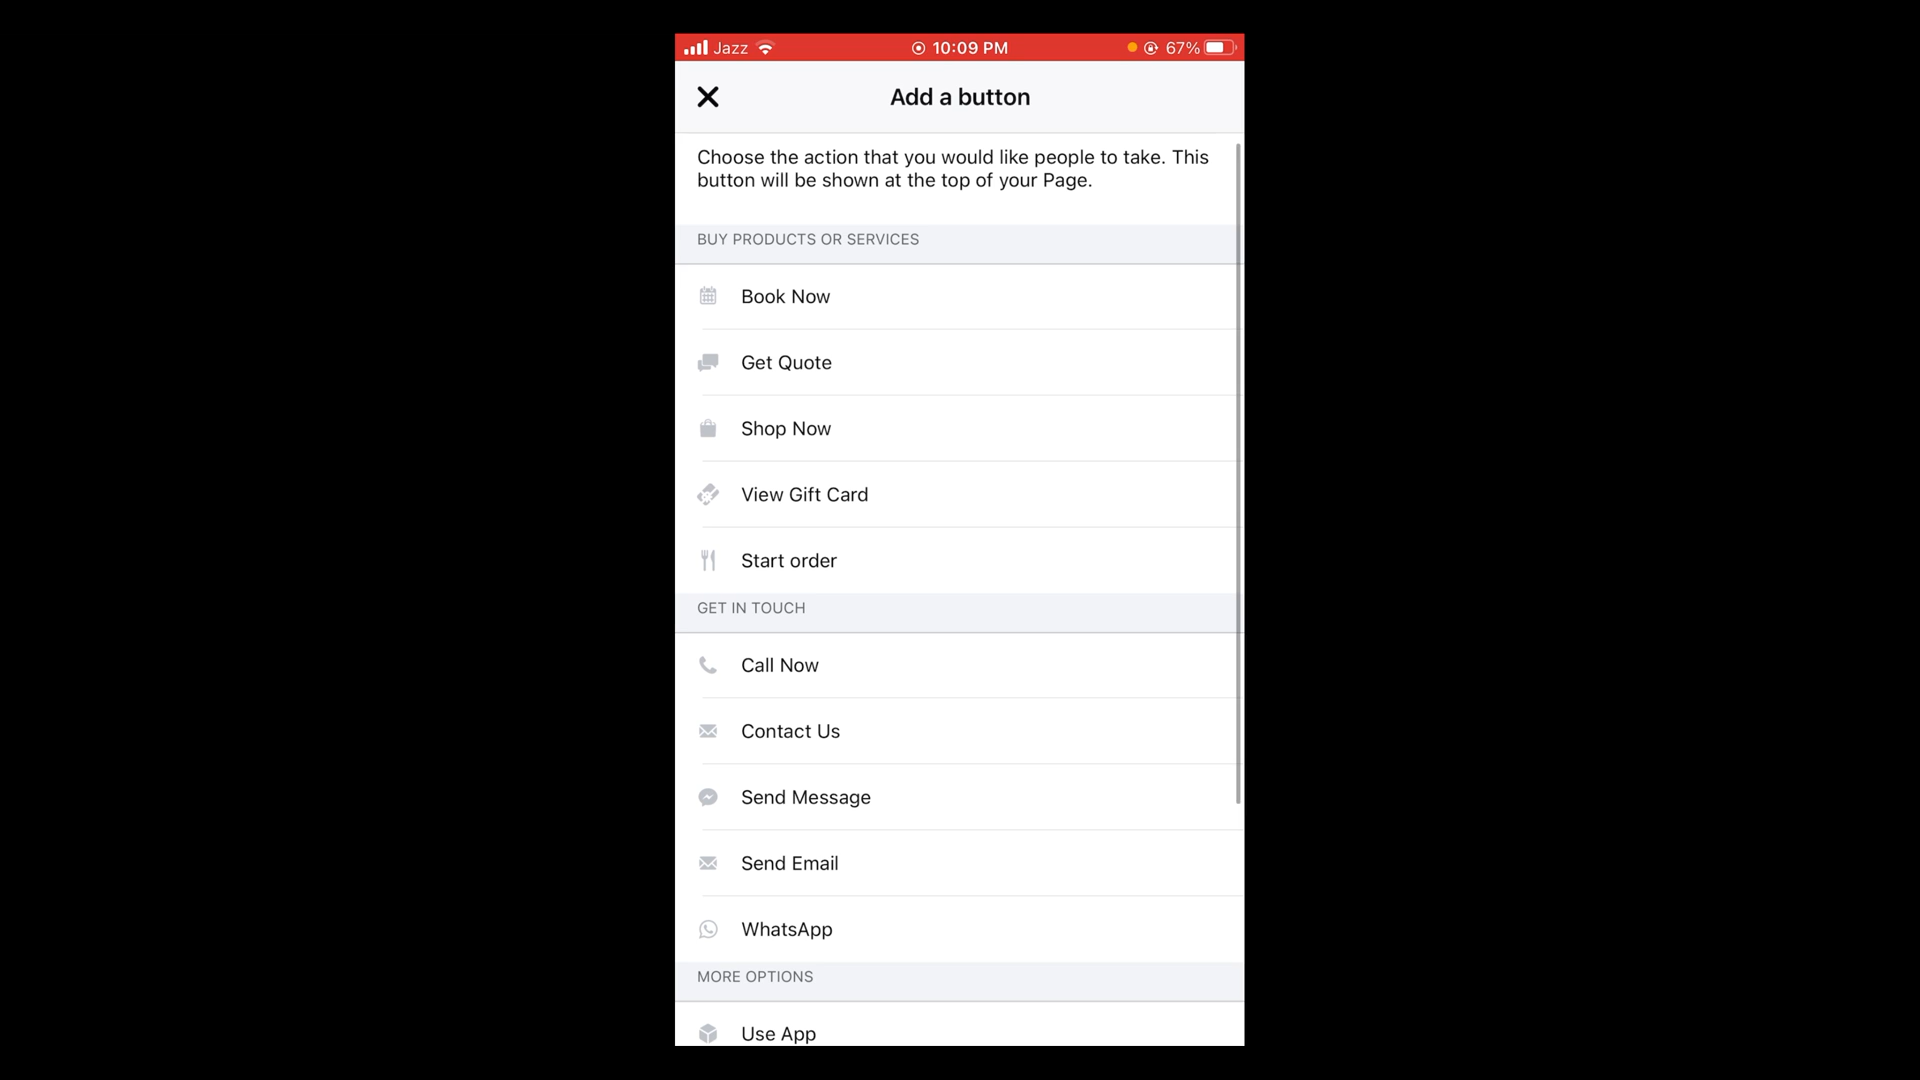 Jazz 10:09 PM 67%
Add a button
Choose the action that you would like people to take. This
button will be shown at the top of your Page.
BUY PRODUCTS OR SERVICES
Book Now
Get Quote
Shop Now
View Gift Card
Start order
GET IN TOUCH
Call Now
Contact Us
Send Message
Send Email
WhatsApp
MORE OPTIONS
Use App